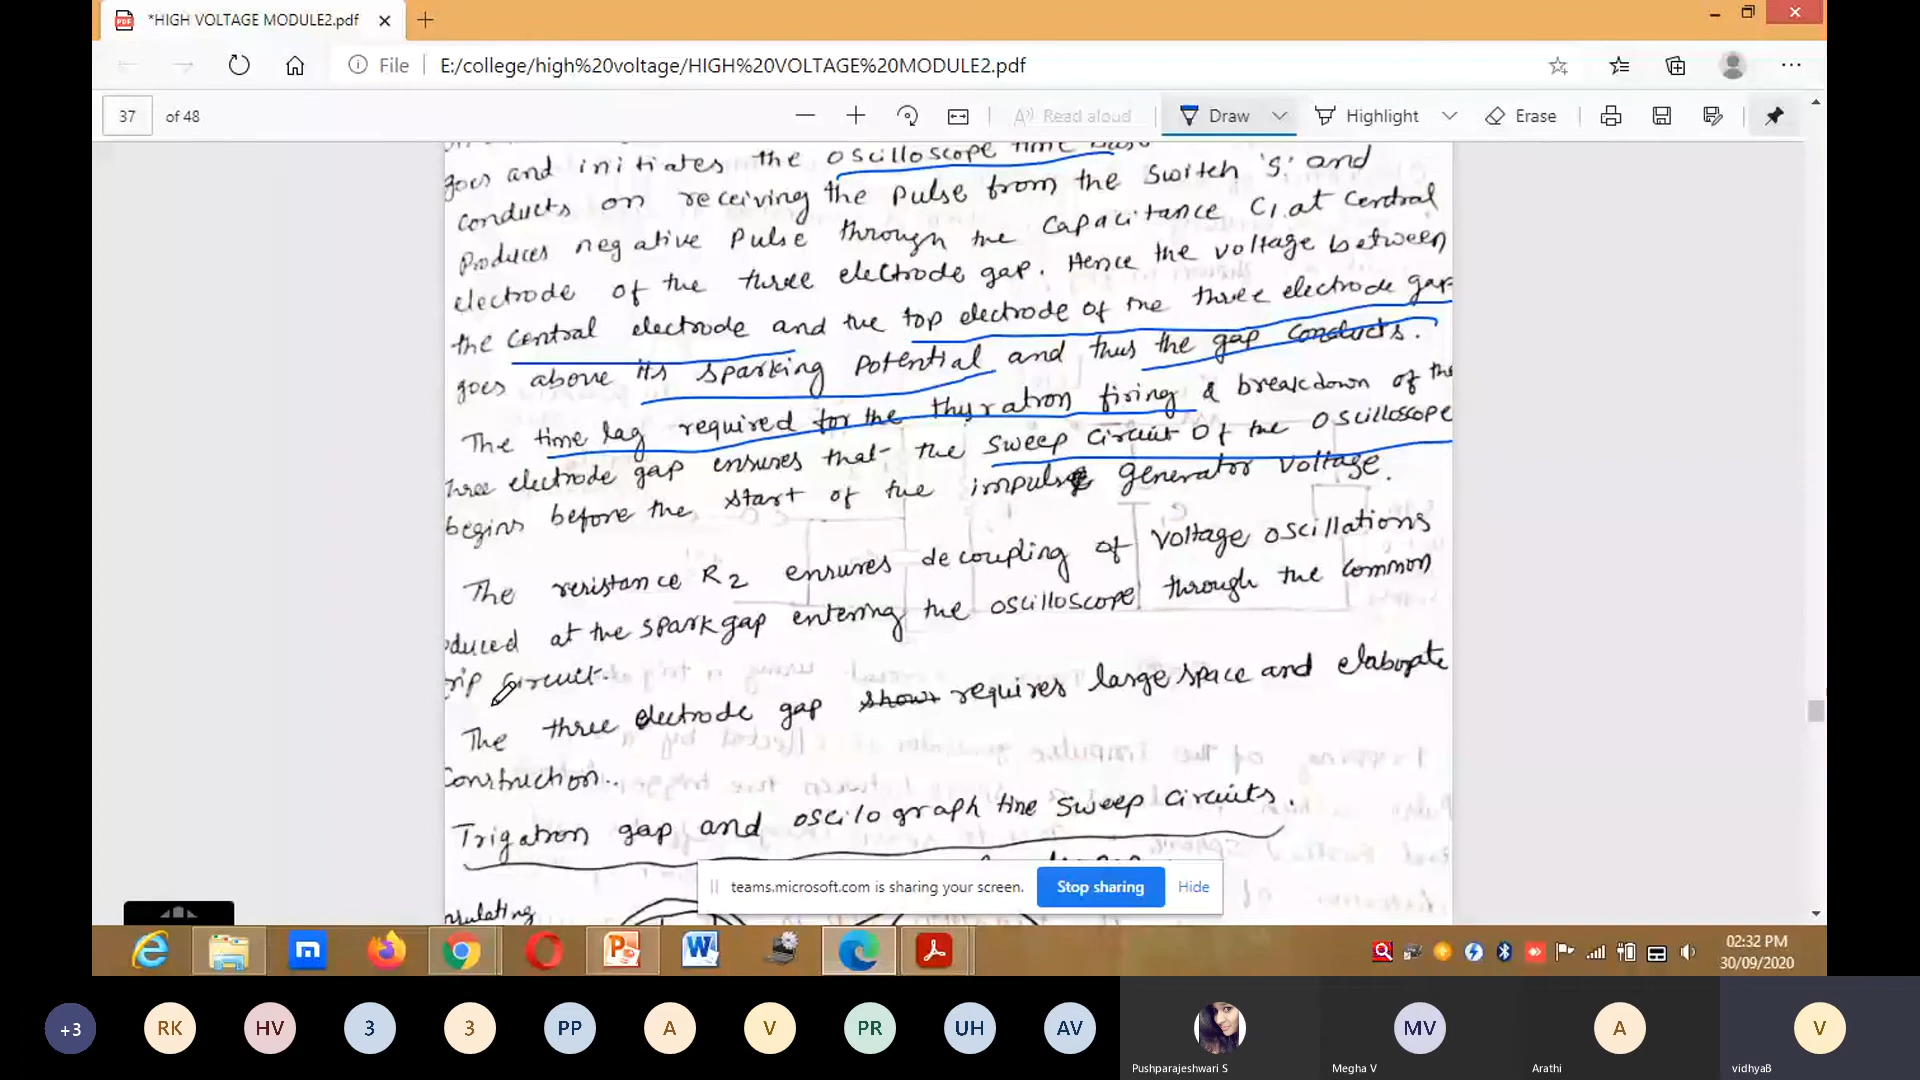 *HIGH VOLTAGE MODULE2.pdf
File E:/college/high%20voltage/HIGH%20VOLTAGE%20MODULE2.pdf
37 of 48 Read aloud Draw Highlight Erase
goes and initiates the oscilloscope time base
conducts on receiving the pulse from the switch 'S' and
produces negative pulse through the capacitance C1 at central
electrode of the three electrode gap. Hence the voltage between
the central electrode and the top electrode of the three electrode gap
goes above its sparking potential and thus the gap conducts.
The time lag required for the thyratron firing & breakdown of the
three electrode gap ensures that the sweep circuit of the oscilloscope
begins before the start of the impulse generator voltage.
The resistance R2 ensures decoupling of voltage oscillations
oduced at the spark gap entering the oscilloscope through the common
rip circuit.
The three electrode gap show requires large space and elaborate
construction..
Trigatron gap and oscilograph time sweep circuits.
nsulating
teams.microsoft.com is sharing your screen. Stop sharing Hide
02:32 PM
30/09/2020
+3 RK HV 3 3 PP A V PR UH AV MV A V
Pushparajeshwari S Megha V Arathi vidhyaB